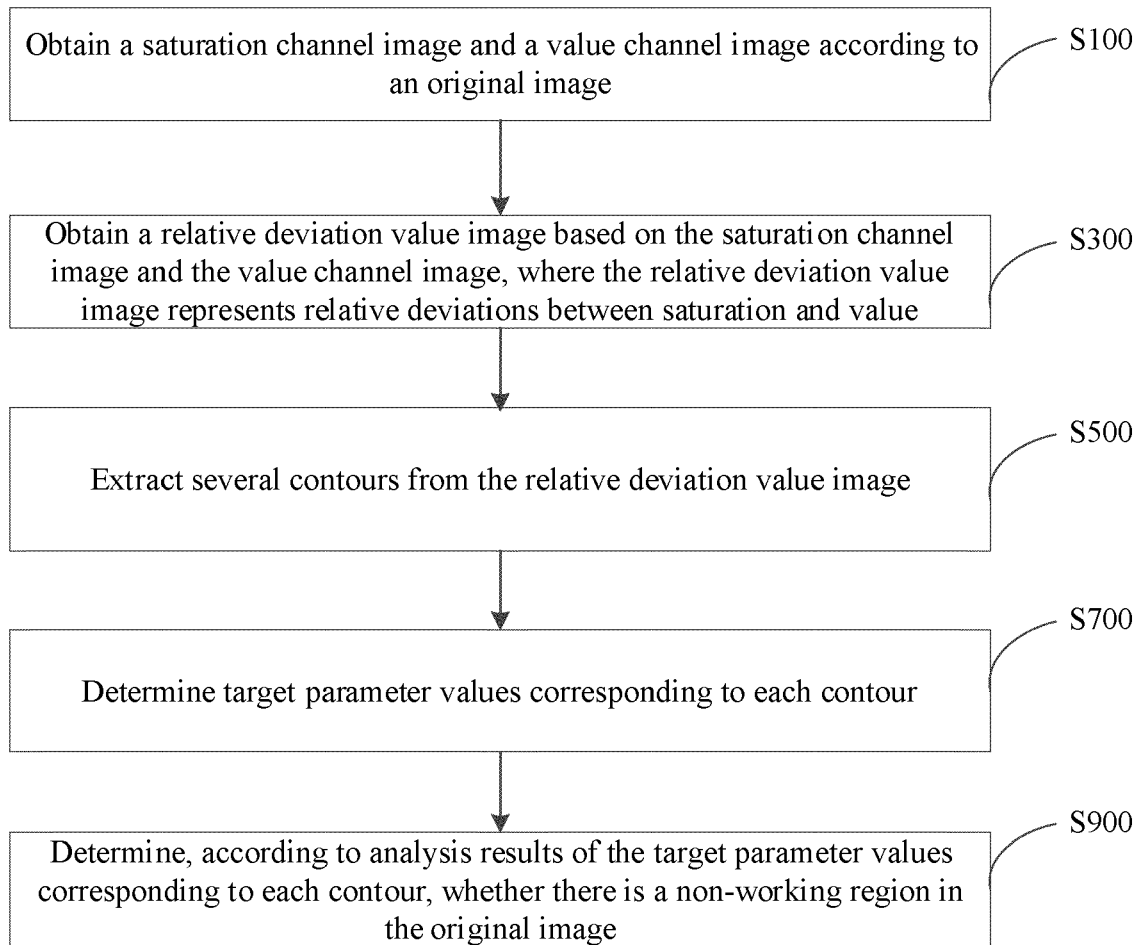 Obtain a saturation channel image and a value channel image according to
an original image
S100
Obtain a relative deviation value image based on the saturation channel
image and the value channel image, where the relative deviation value
image represents relative deviations between saturation and value
S300
Extract several contours from the relative deviation value image
S500
Determine target parameter values corresponding to each contour
S700
Determine, according to analysis results of the target parameter values
corresponding to each contour, whether there is a non-working region in
the original image
S900